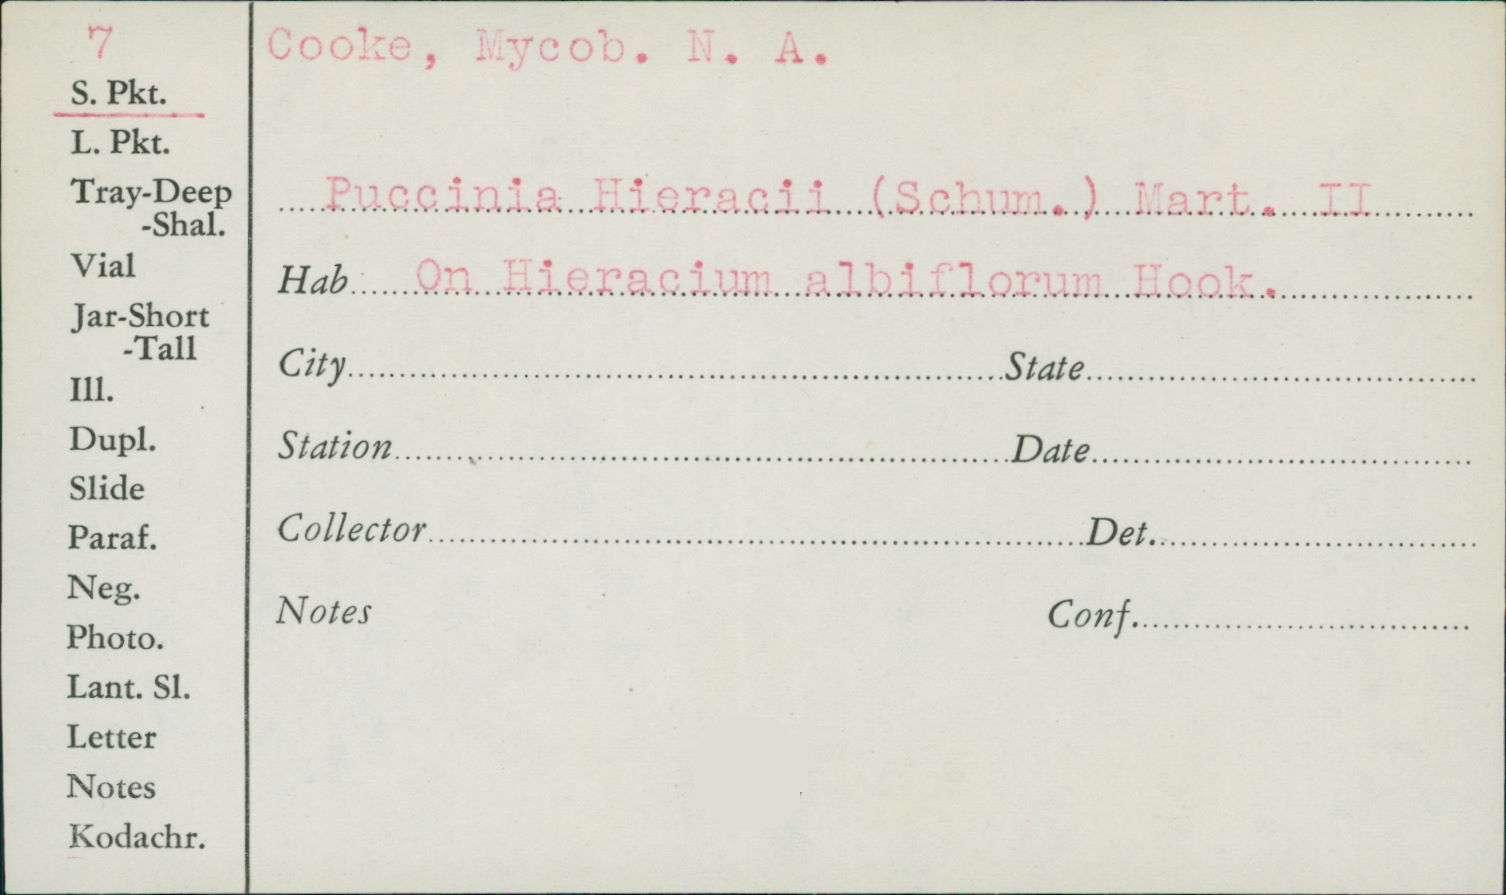 7
S. Pkt.
L. Pkt.
Tray-Deep
-Shal.
Vial
Jar-Short
-Tall
Ill.
Dupl.
Slide
Paraf.
Neg.
Photo.
Lant. Sl.
Letter
Notes
Kodachr.
Cooke, Mycob. N. A.
Puccinia Hieracii (Schum.) Mart. II
Hab On Hieracium albiflorum Hook.
City State
Station Date
Collector Det.
Notes Conf.